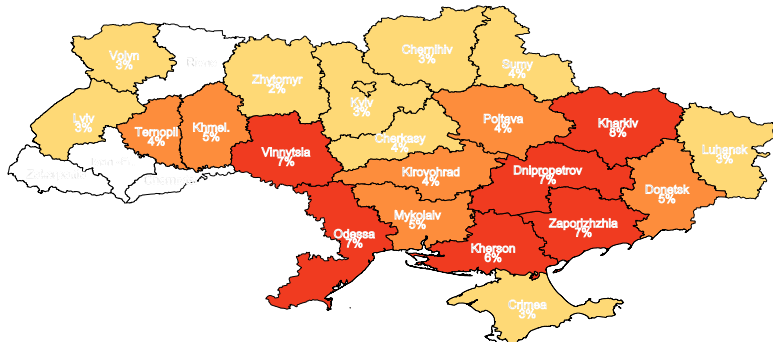 Volyn
3%
Chernihiv
3%
Sumy
4%
Zhytomyr
2%
Kyiv
3%
Lviv
3%
Ternopil
4%
Khmel.
5%
Vinnytsia
7%
Cherkasy
4%
Poltava
4%
Kharkiv
8%
Luhansk
3%
Kirovohrad
4%
Dnipropetrov
7%
Donetsk
5%
Mykolaiv
5%
Odessa
7%
Zaporizhzhia
7%
Kherson
6%
Crimea
3%